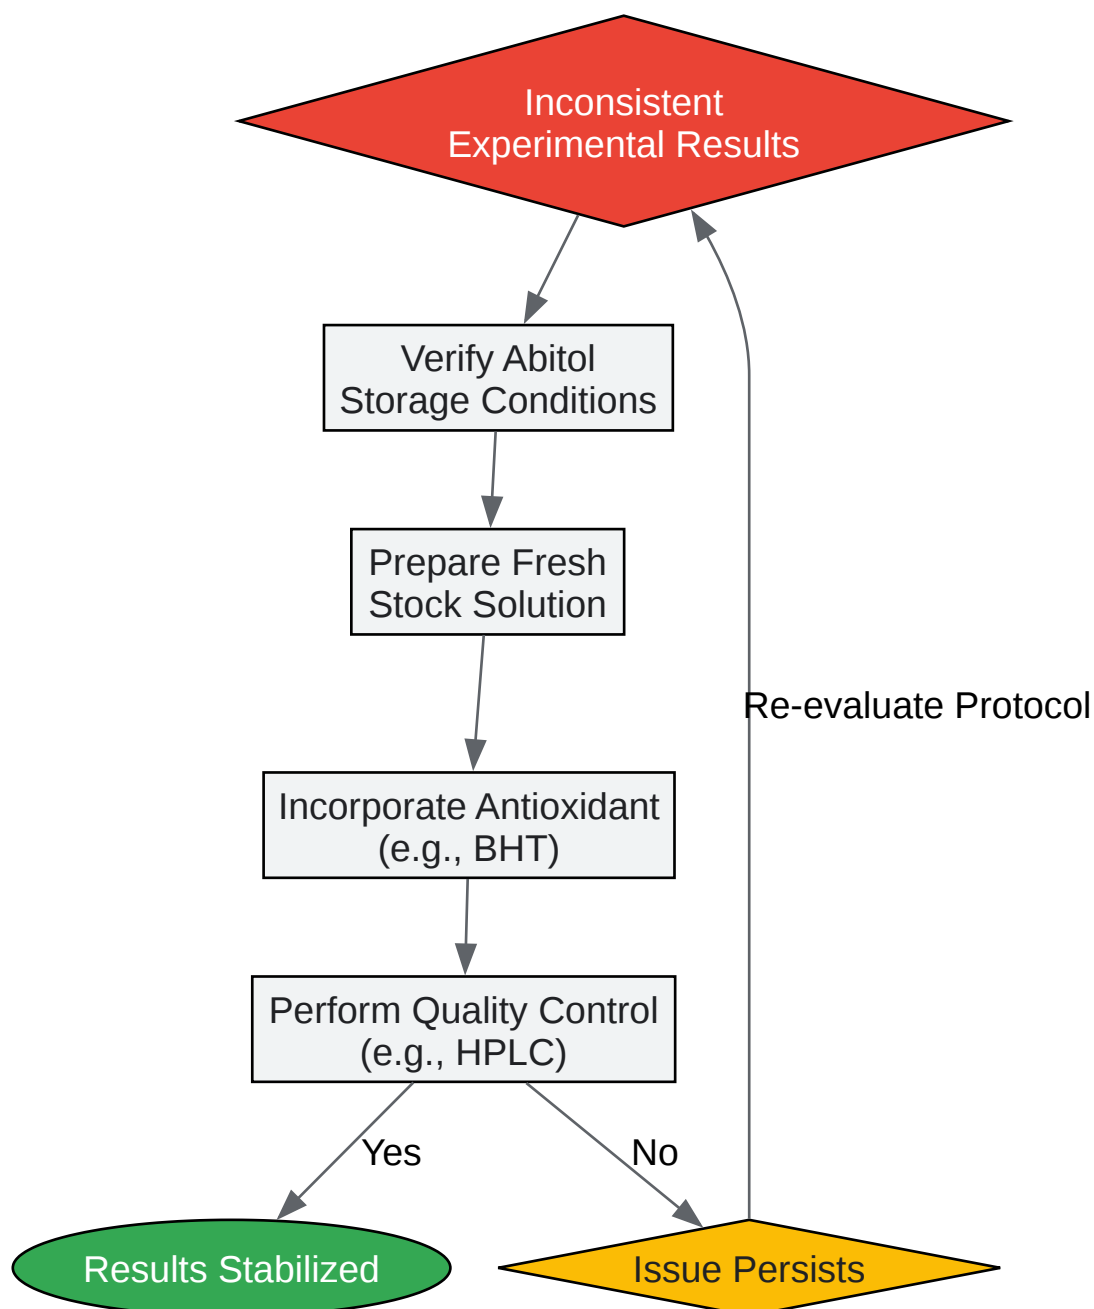 Inconsistent
Experimental Results
Verify Abitol
Storage Conditions
Prepare Fresh
Stock Solution
Re-evaluate Protocol
Incorporate Antioxidant
(e.g., BHT)
Perform Quality Control
(e.g., HPLC)
Yes
No
Results Stabilized
Issue Persists